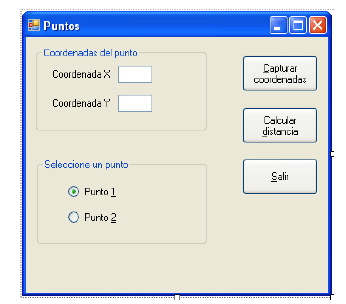 Puntos
Coordenadas del punto
Coordenada X
Coordenada Y
Capturar
coordenadas
Calcular
distancia
Seleccione un punto
Punto 1
Punto 2
Salir